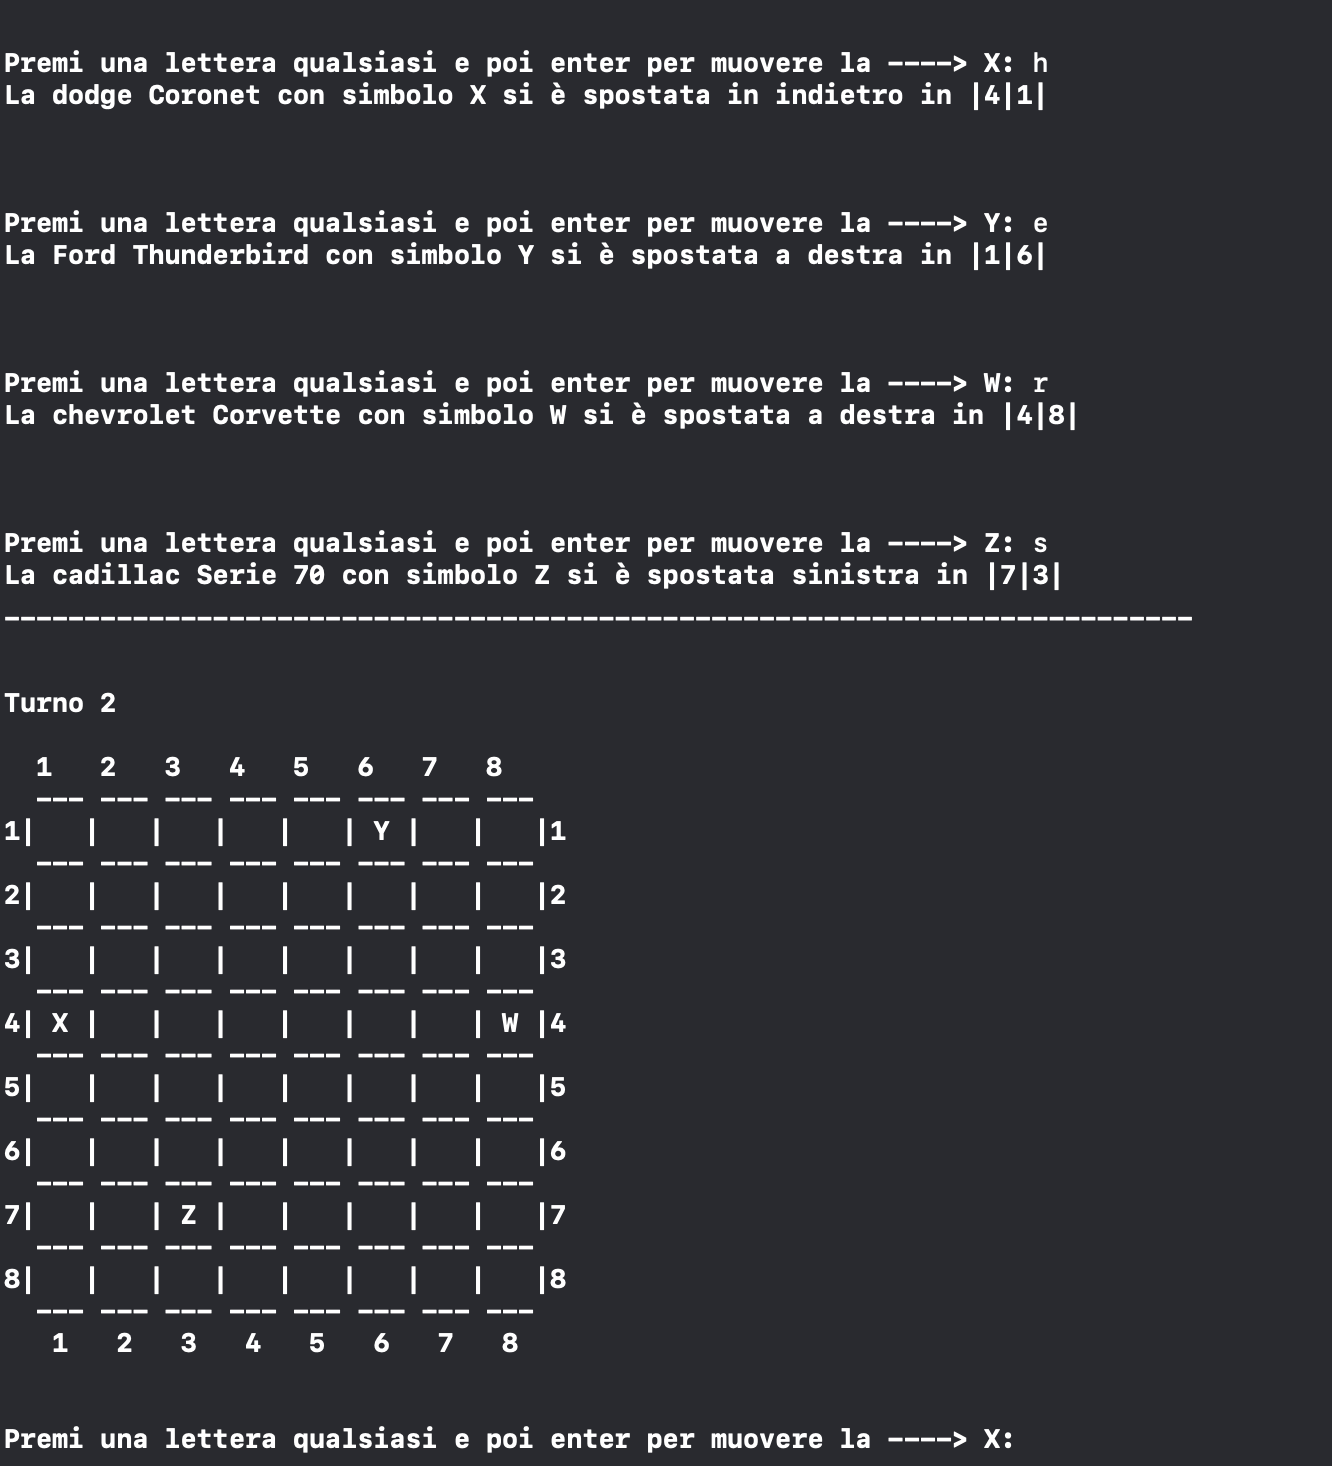 Premi una lettera qualsiasi e poi enter per muovere la ----> X: h
La dodge Coronet con simbolo X si è spostata in indietro in |4|1|
Premi una lettera qualsiasi e poi enter per muovere la ----> Y: e
La Ford Thunderbird con simbolo Y si è spostata a destra in |1|6|
Premi una lettera qualsiasi e poi enter per muovere la ----> W: r
La chevrolet Corvette con simbolo W si è spostata a destra in |4|8|
Premi una lettera qualsiasi e poi enter per muovere la ----> Z: s
La cadillac Serie 70 con simbolo Z si è spostata sinistra in |7|3|
--------------------------------------------------------------------------
Turno 2
  1   2   3   4   5   6   7   8
  --- --- --- --- --- --- --- ---
1|   |   |   |   |   | Y |   |   |1
  --- --- --- --- --- --- --- ---
2|   |   |   |   |   |   |   |   |2
  --- --- --- --- --- --- --- ---
3|   |   |   |   |   |   |   |   |3
  --- --- --- --- --- --- --- ---
4| X |   |   |   |   |   |   | W |4
  --- --- --- --- --- --- --- ---
5|   |   |   |   |   |   |   |   |5
  --- --- --- --- --- --- --- ---
6|   |   |   |   |   |   |   |   |6
  --- --- --- --- --- --- --- ---
7|   |   | Z |   |   |   |   |   |7
  --- --- --- --- --- --- --- ---
8|   |   |   |   |   |   |   |   |8
  --- --- --- --- --- --- --- ---
   1   2   3   4   5   6   7   8
Premi una lettera qualsiasi e poi enter per muovere la ----> X: